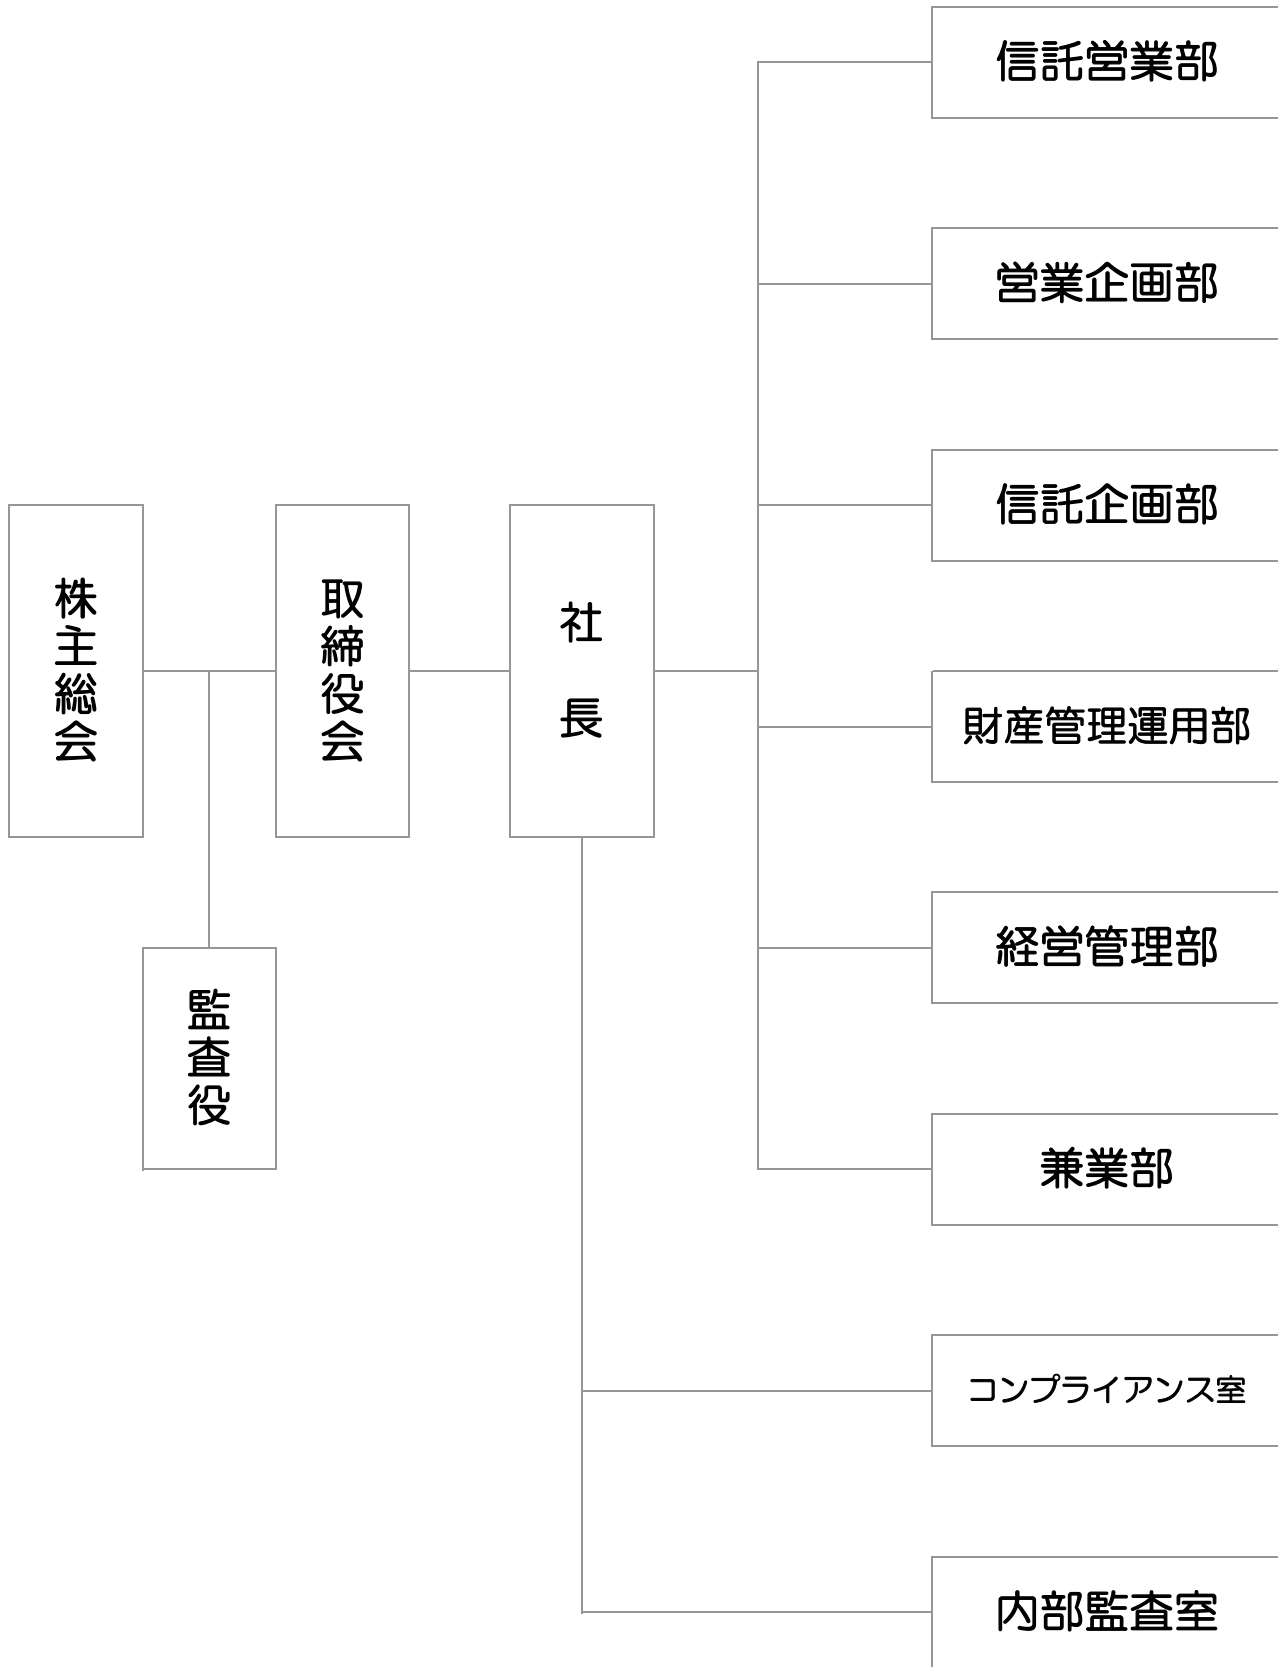 株主総会
取締役会
社長
監査役
信託営業部
営業企画部
信託企画部
財産管理運用部
経営管理部
兼業部
コンプライアンス室
内部監査室